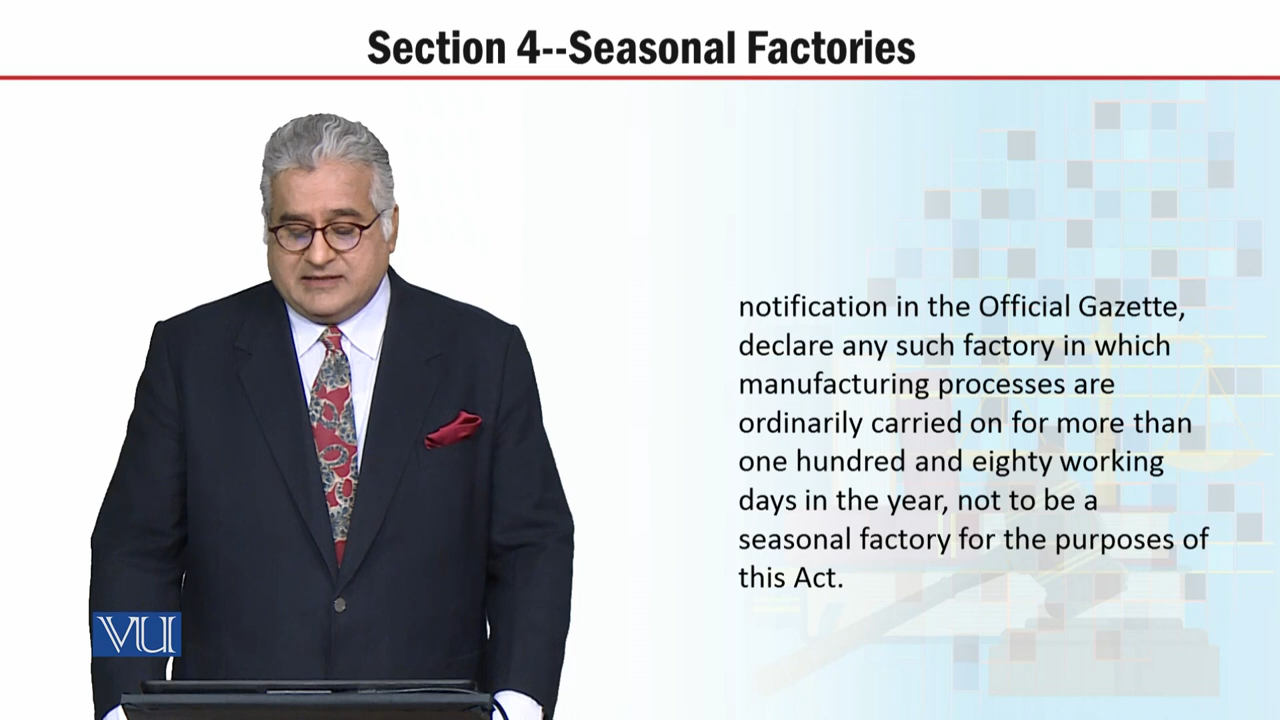 Section 4--Seasonal Factories
notification in the Official Gazette,
declare any such factory in which
manufacturing processes are
ordinarily carried on for more than
one hundred and eighty working
days in the year, not to be a
seasonal factory for the purposes of
this Act.
VU